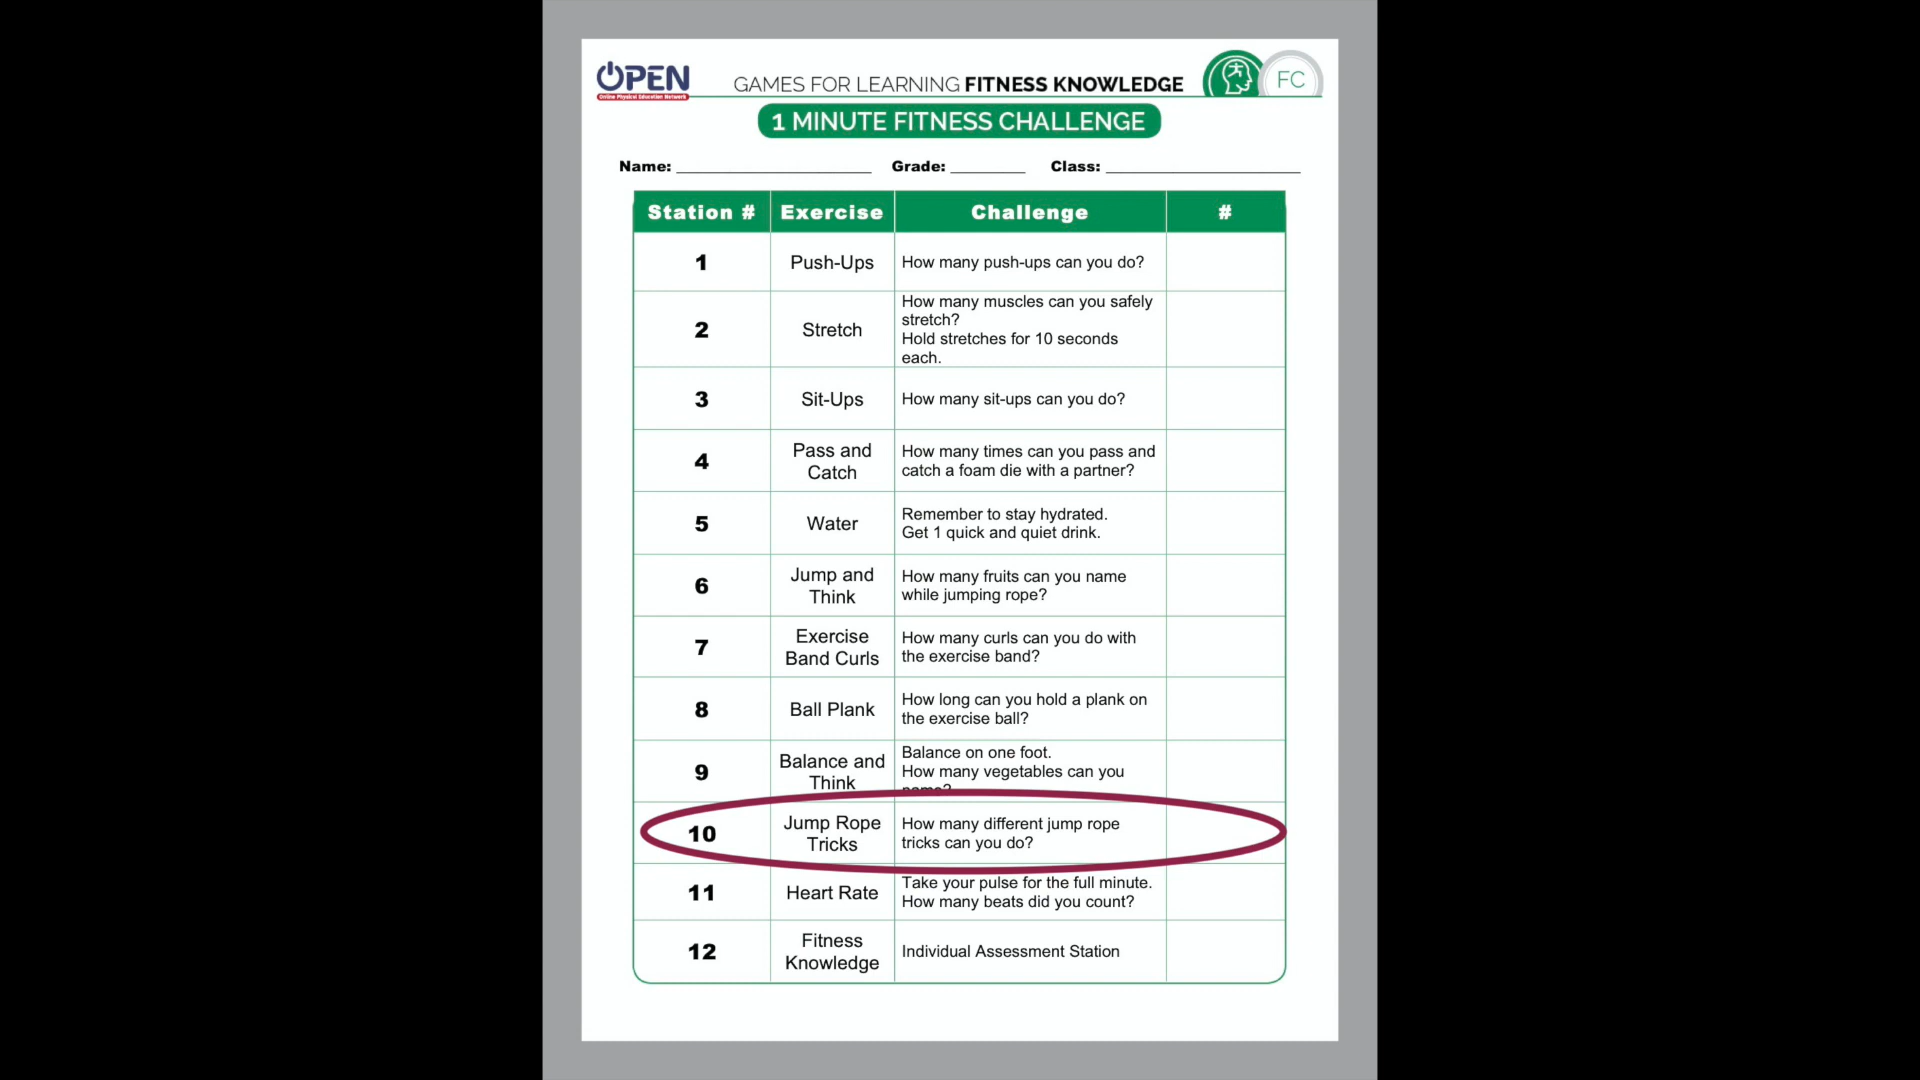 OPEN
Online Physical Education Network
GAMES FOR LEARNING FITNESS KNOWLEDGE
FC
1 MINUTE FITNESS CHALLENGE
Name: Grade: Class:
Station # Exercise Challenge #
1 Push-Ups How many push-ups can you do?
2 Stretch How many muscles can you safely
stretch?
Hold stretches for 10 seconds
each.
3 Sit-Ups How many sit-ups can you do?
4 Pass and
Catch How many times can you pass and
catch a foam die with a partner?
5 Water Remember to stay hydrated.
Get 1 quick and quiet drink.
6 Jump and
Think How many fruits can you name
while jumping rope?
7 Exercise
Band Curls How many curls can you do with
the exercise band?
8 Ball Plank How long can you hold a plank on
the exercise ball?
9 Balance and
Think Balance on one foot.
How many vegetables can you
name?
10 Jump Rope
Tricks How many different jump rope
tricks can you do?
11 Heart Rate Take your pulse for the full minute.
How many beats did you count?
12 Fitness
Knowledge Individual Assessment Station